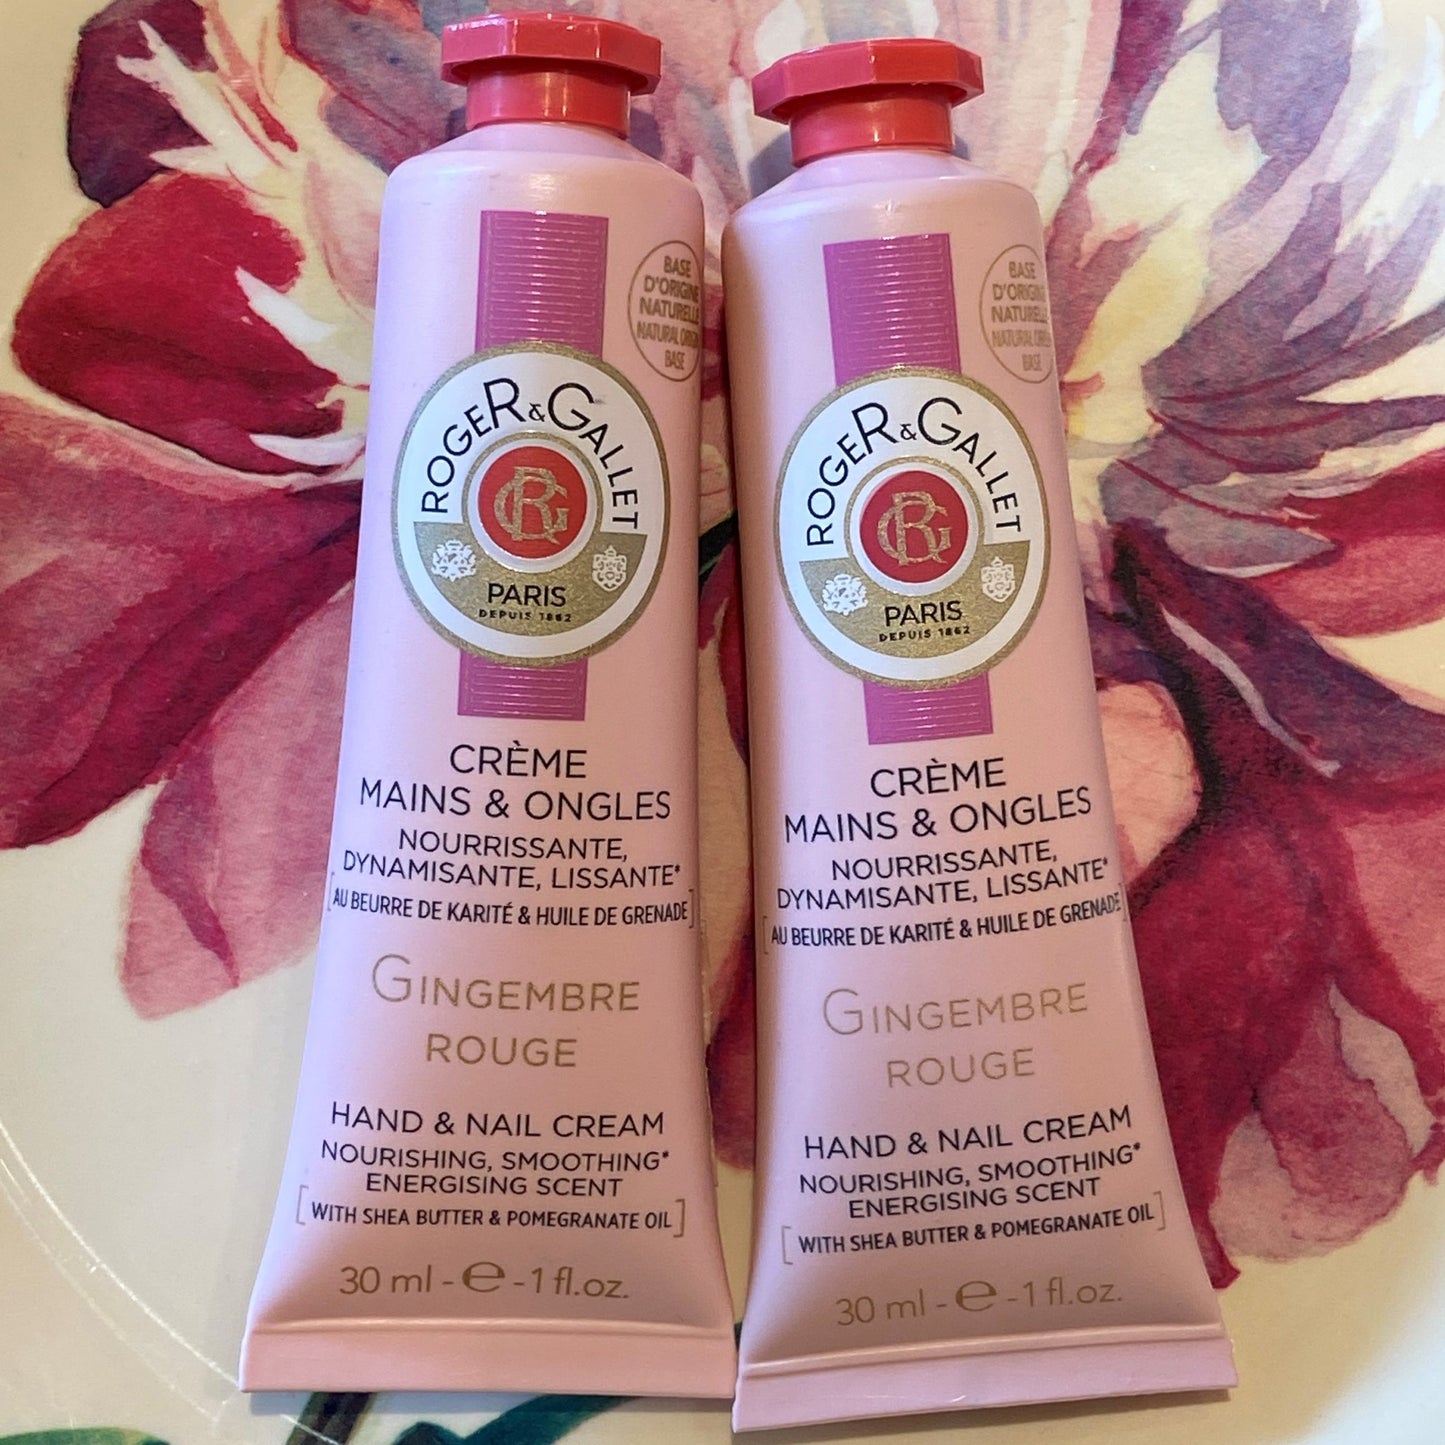 BASE
D'ORIGINE
NATURELLE
NATURAL ORIGIN
BASE
ROGER & GALLET
RG
PARIS
DEPUIS 1862
CRÈME
MAINS & ONGLES
NOURRISSANTE,
DYNAMISANTE, LISSANTE*
[AU BEURRE DE KARITÉ & HUILE DE GRENADE]
GINGEMBRE
ROUGE
HAND & NAIL CREAM
NOURISHING, SMOOTHING*
ENERGISING SCENT
[WITH SHEA BUTTER & POMEGRANATE OIL]
30 ml - e - 1 fl.oz.
BASE
D'ORIGINE
NATURELLE
NATURAL ORIGIN
BASE
ROGER & GALLET
RG
PARIS
DEPUIS 1862
CRÈME
MAINS & ONGLES
NOURRISSANTE,
DYNAMISANTE, LISSANTE*
[AU BEURRE DE KARITÉ & HUILE DE GRENADE]
GINGEMBRE
ROUGE
HAND & NAIL CREAM
NOURISHING, SMOOTHING*
ENERGISING SCENT
[WITH SHEA BUTTER & POMEGRANATE OIL]
30 ml - e - 1 fl.oz.